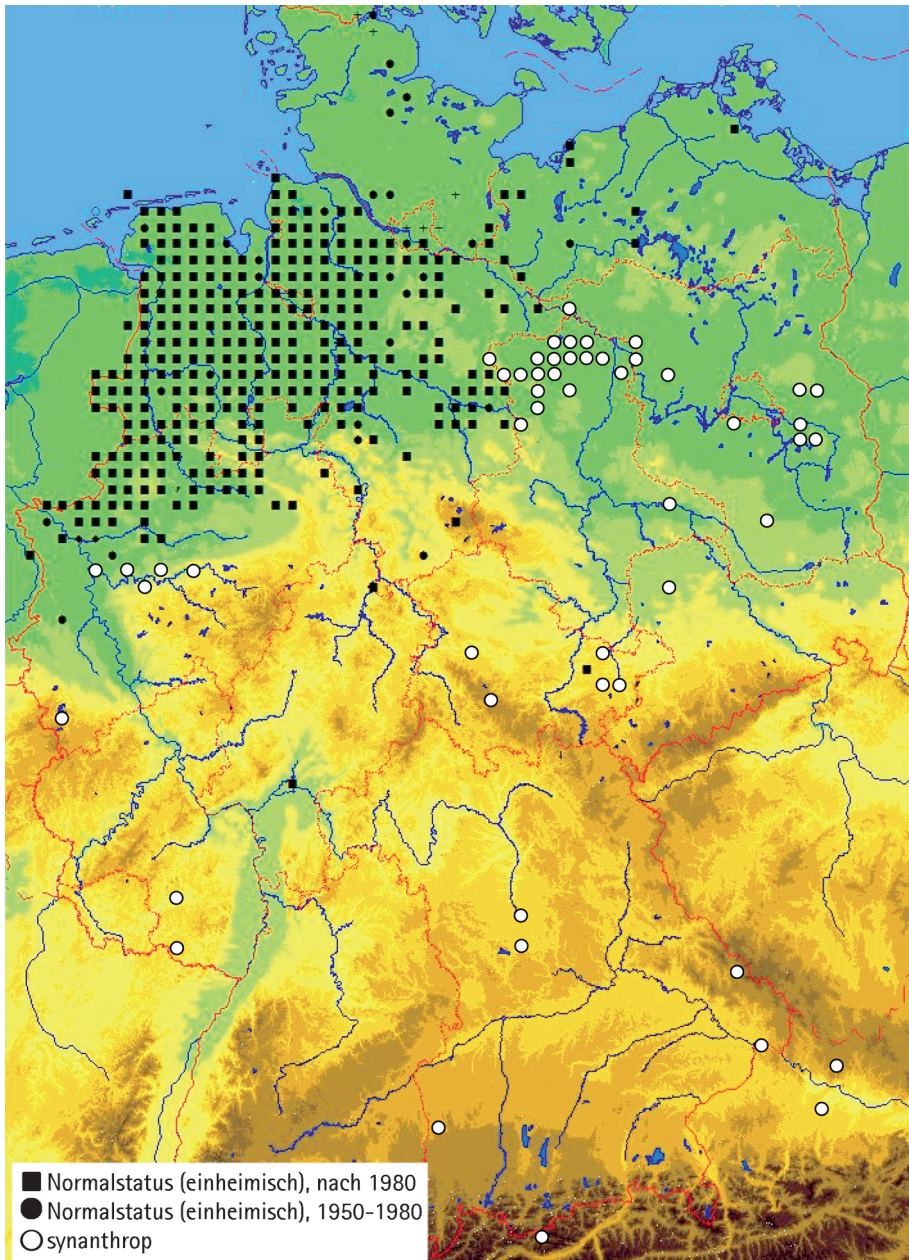 Normalstatus (einheimisch), nach 1980
Normalstatus (einheimisch), 1950-1980
synanthrop